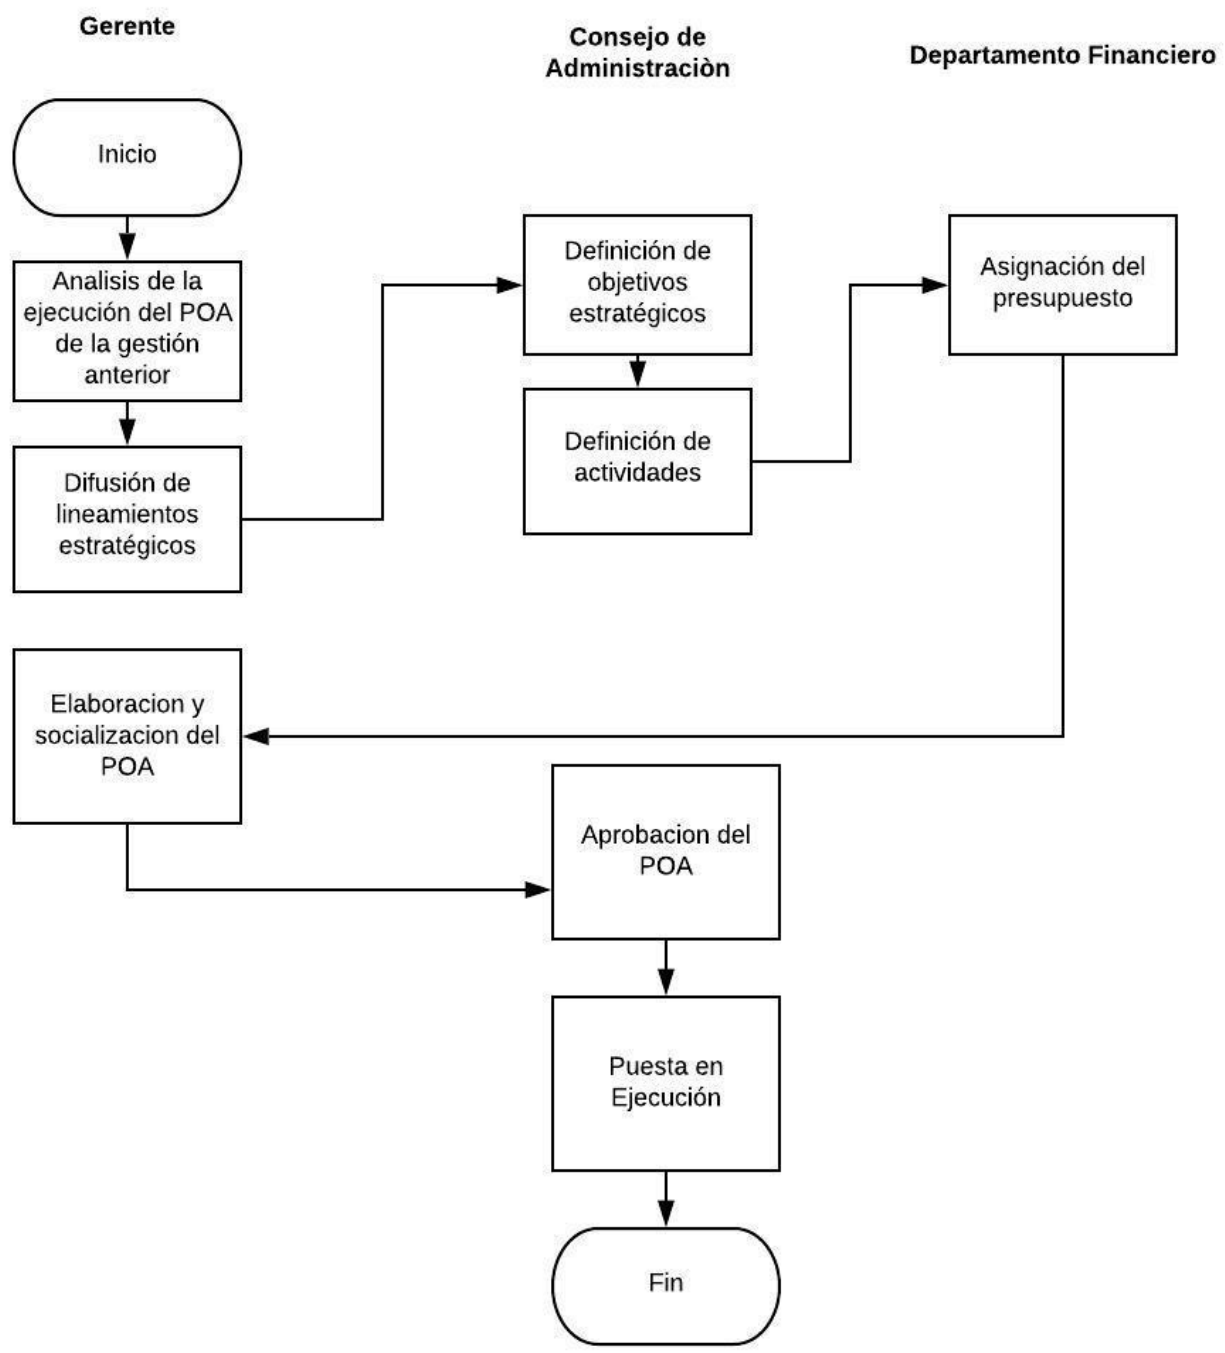 Gerente
Consejo de
Administraciòn
Departamento Financiero
Inicio
Analisis de la
ejecución del POA
de la gestión
anterior
Difusión de
lineamientos
estratégicos
Definición de
objetivos
estratégicos
Definición de
actividades
Asignación del
presupuesto
Elaboracion y
socializacion del
POA
Aprobacion del
POA
Puesta en
Ejecución
Fin